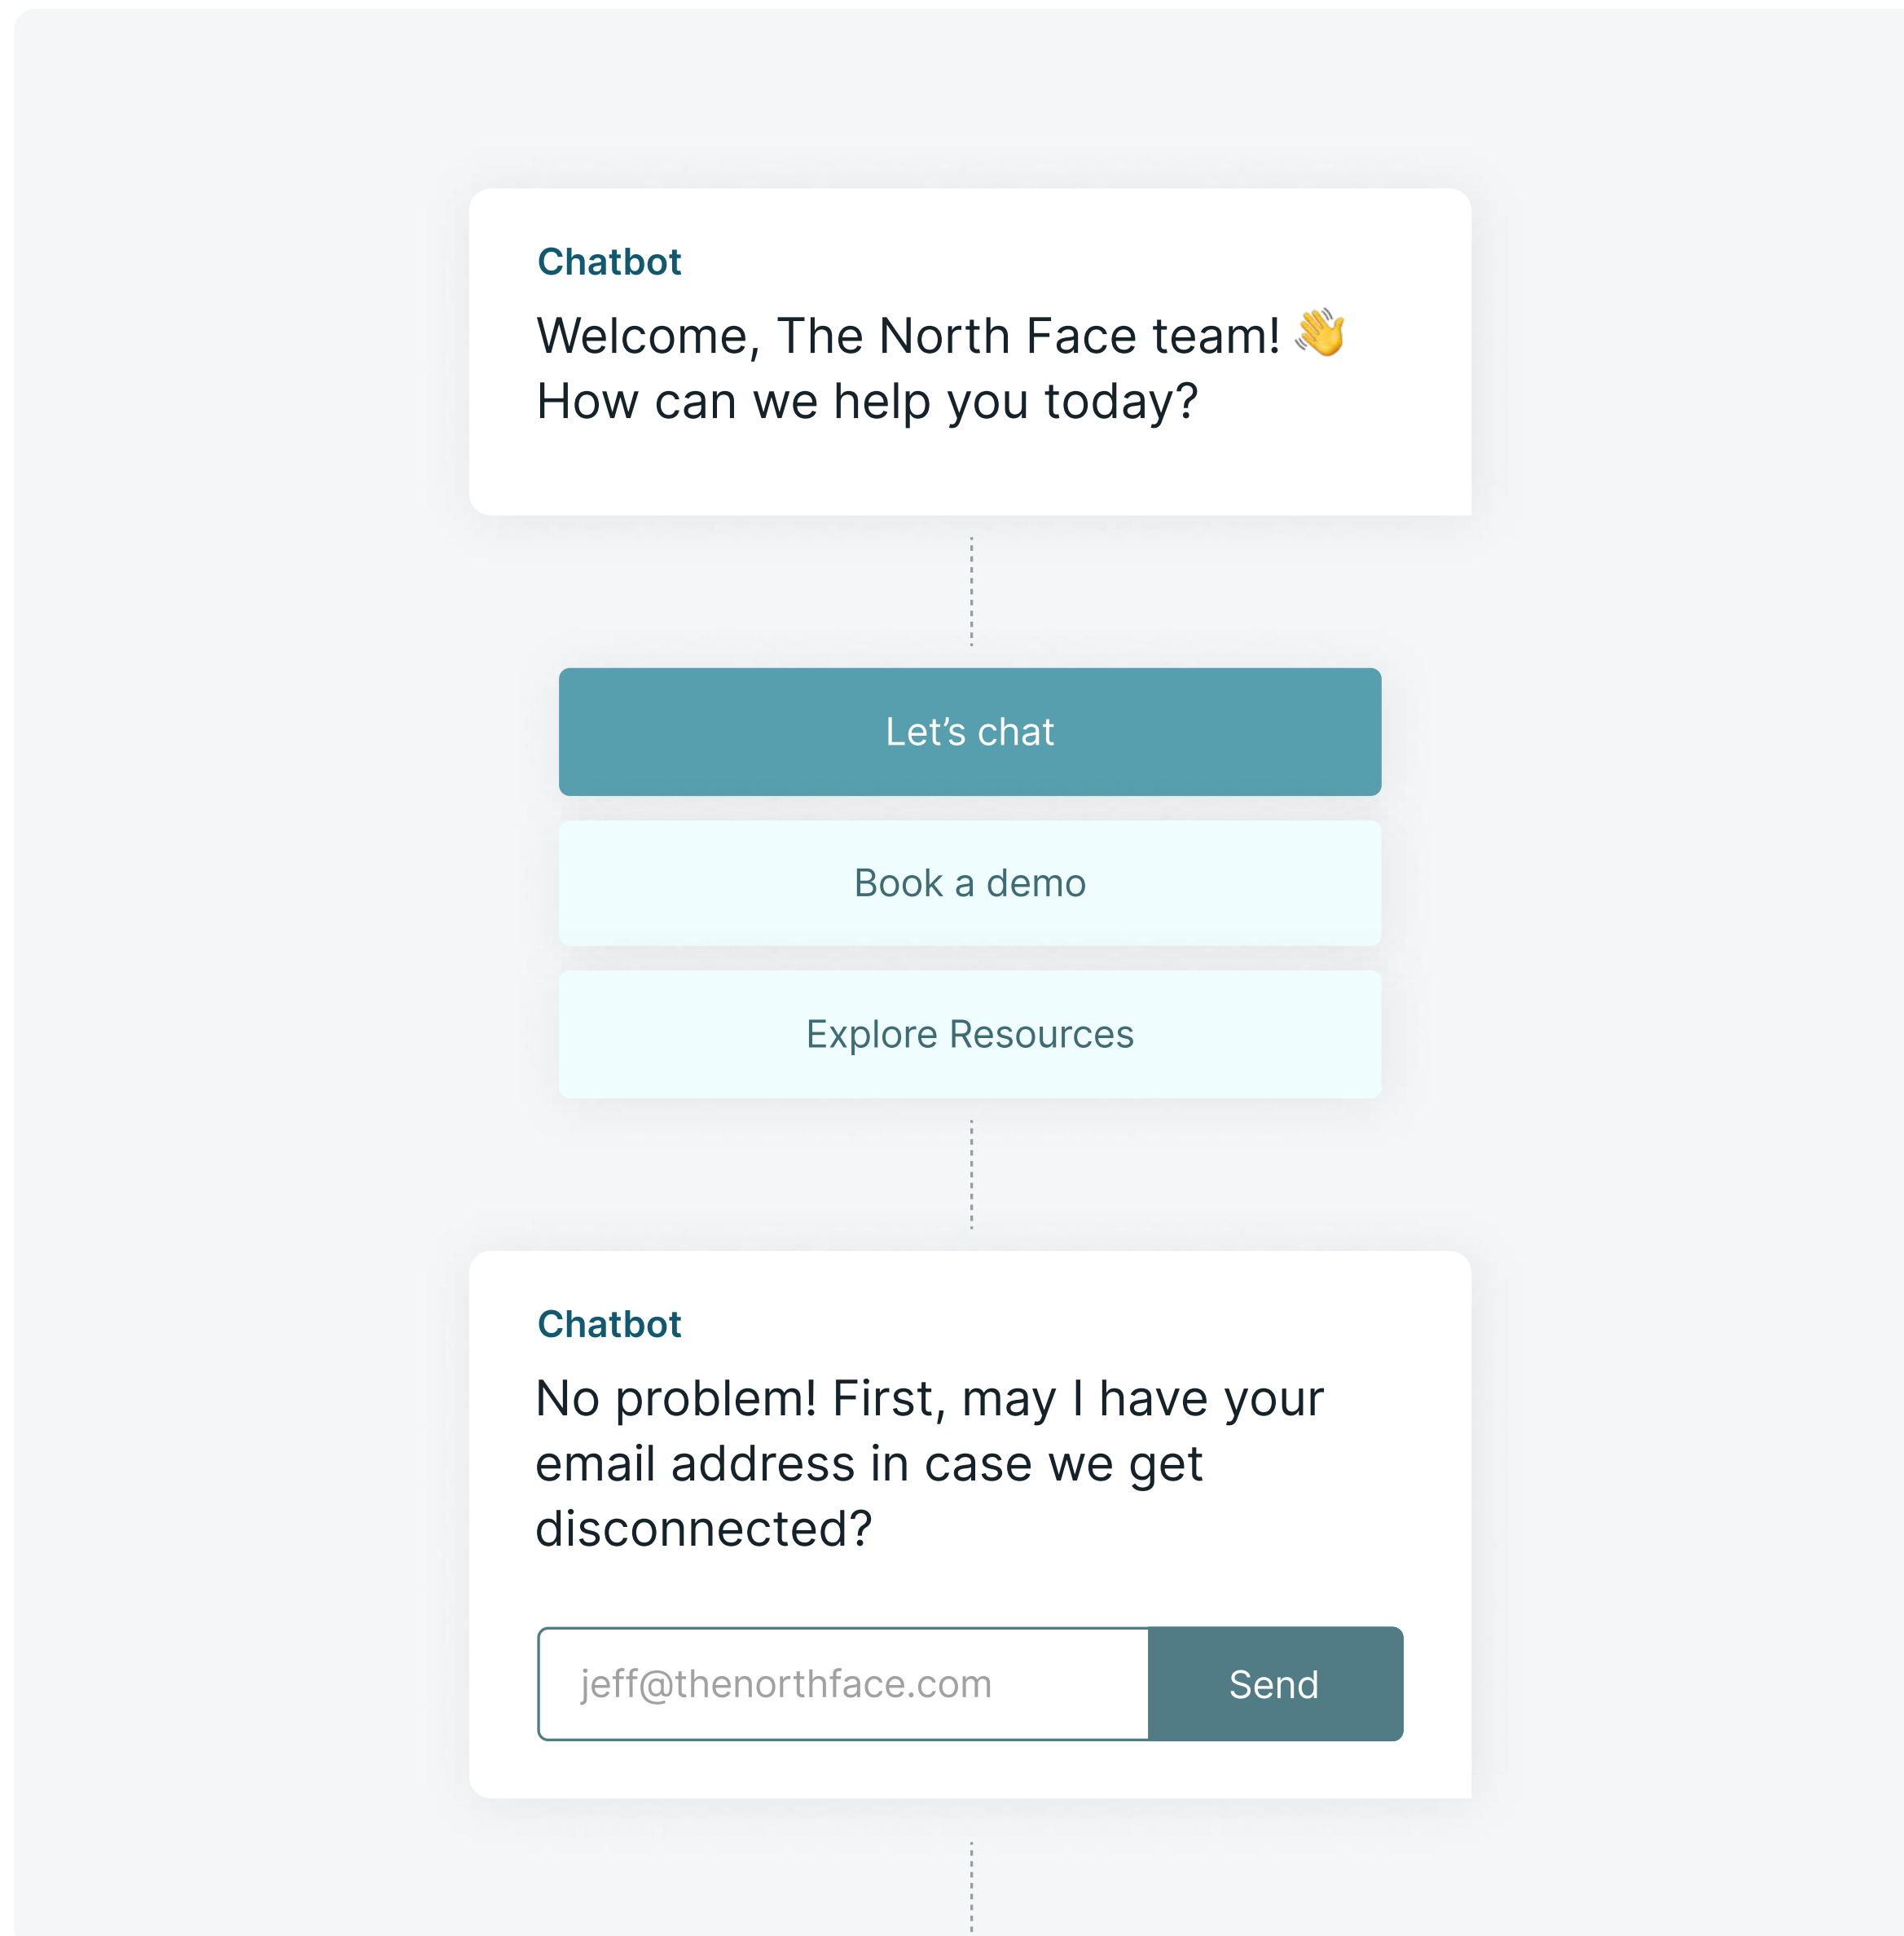 Chatbot
Welcome, The North Face team! 👋
How can we help you today?
Let’s chat
Book a demo
Explore Resources
Chatbot
No problem! First, may I have your
email address in case we get
disconnected?
jeff@thenorthface.com
Send